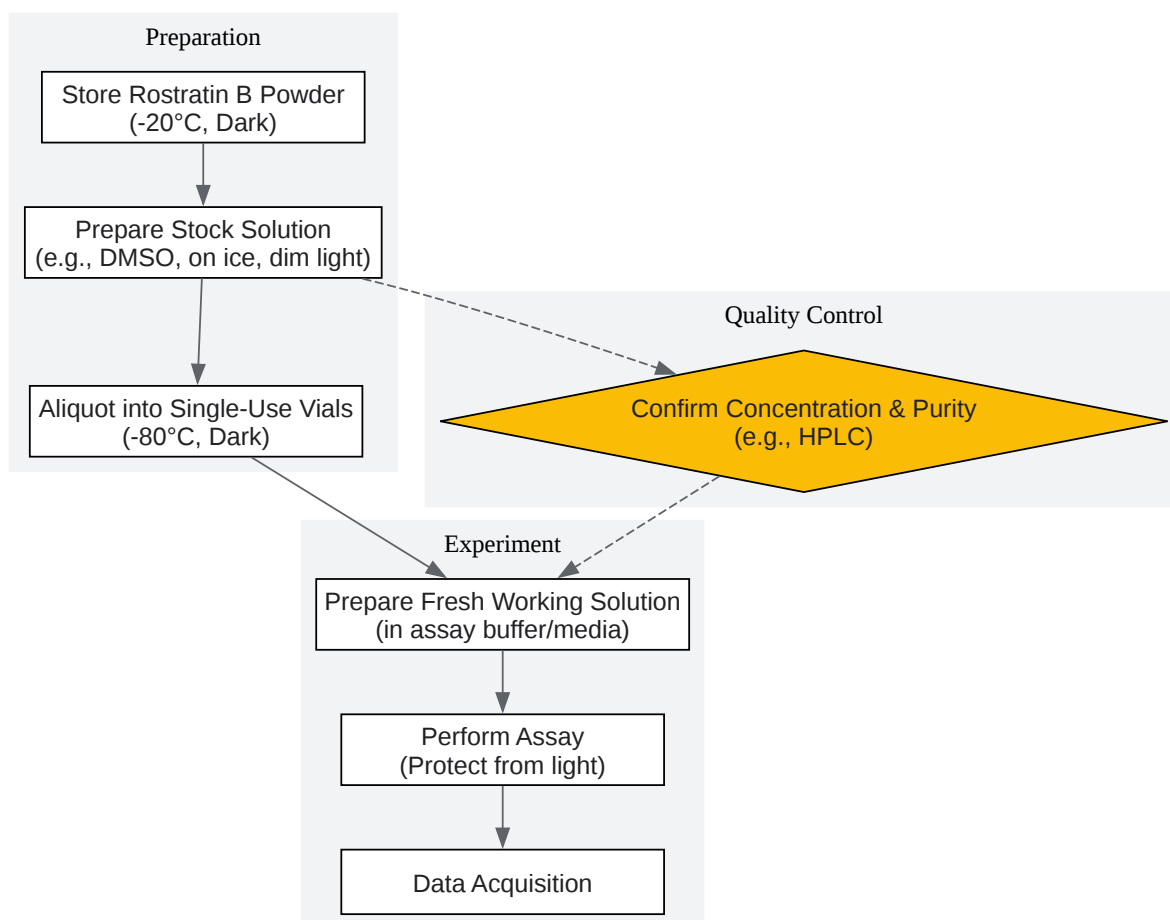 Preparation
Store Rostratin B Powder
(-20°C, Dark)
Prepare Stock Solution
(e.g., DMSO, on ice, dim light)
Aliquot into Single-Use Vials
(-80°C, Dark)
Quality Control
Confirm Concentration & Purity
(e.g., HPLC)
Experiment
Prepare Fresh Working Solution
(in assay buffer/media)
Perform Assay
(Protect from light)
Data Acquisition